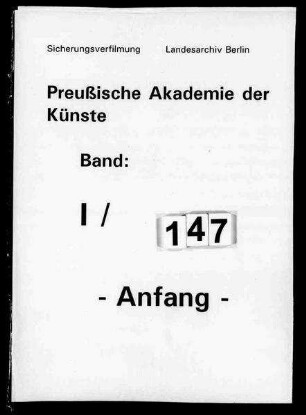 Sicherungsverfilmung Landesarchiv Berlin
Preußische Akademie der
Künste
Band:
I / 147
- Anfang -